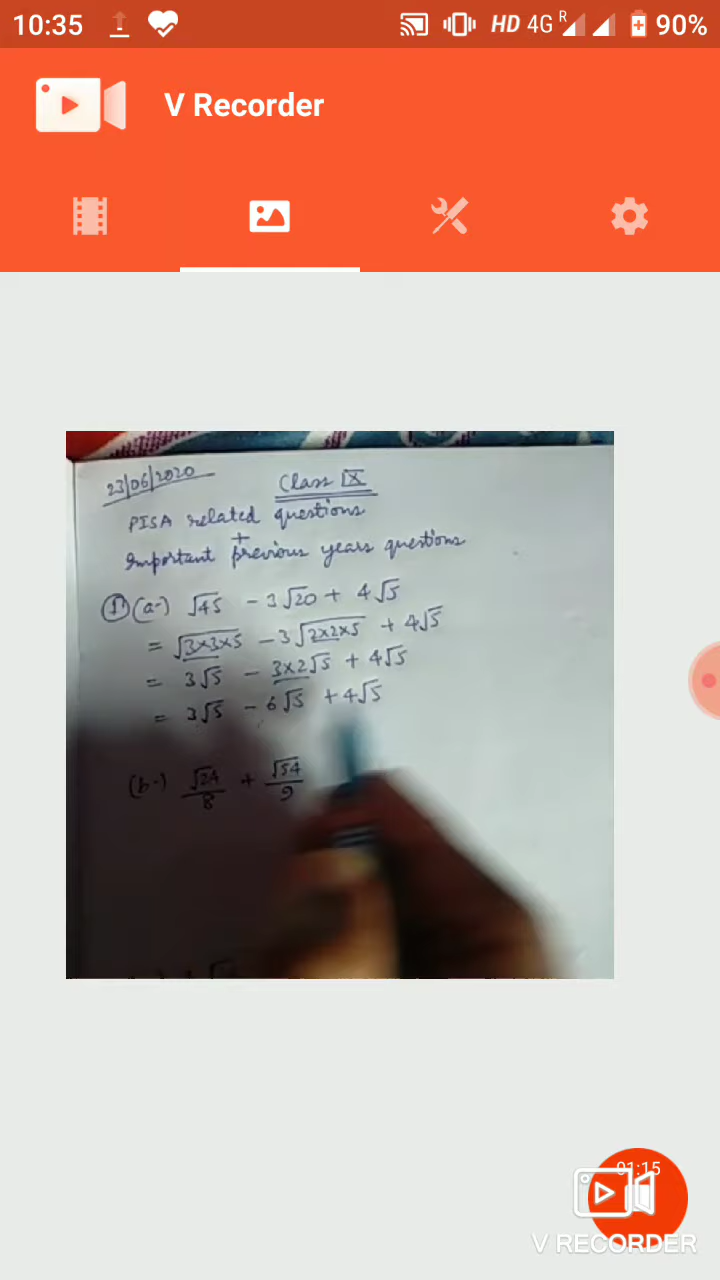 10:35 HD 4G R 90%
V Recorder
23/06/2020
Class IX
PISA related questions
+
Important previous years questions
1 (a-) √45 - 3√20 + 4√5
= √3×3×5 - 3√2×2×5 + 4√5
= 3√5 - 3×2√5 + 4√5
= 3√5 - 6√5 + 4√5
(b-) √24/8 + √54/9
01:15
V RECORDER